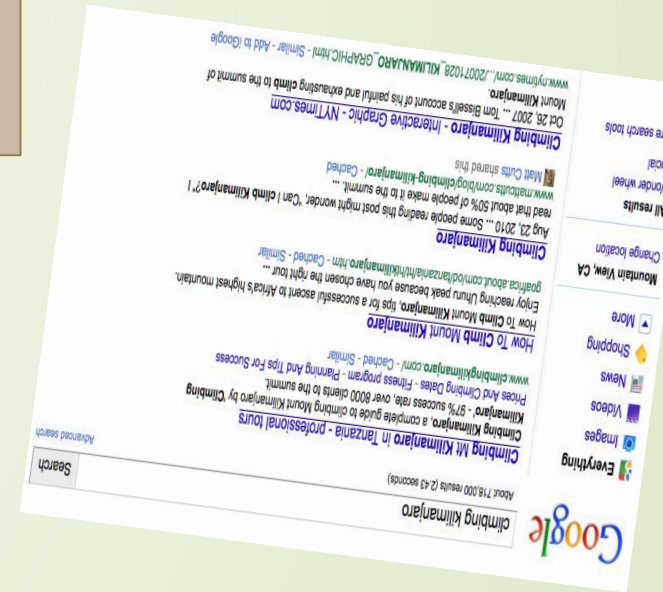 Google
climbing kilimanjaro
Search
About 718,000 results (2.43 seconds)
Advanced search
Everything
Images
Videos
News
Shopping
More
Mountain View, CA
Change location
All results
Wonder wheel
ocial
re search tools
Climbing Mt Kilimanjaro in Tanzania - professional tours
Climbing Kilimanjaro, a complete guide to climbing Mount Kilimanjaro by 'Climbing
Kilimanjaro' - 97% success rate, over 8000 clients to the summit.
Prices And Climbing Dates - Fitness program - Planning And Tips For Success
www.climbingkilimanjaro.com/ - Cached - Similar
How To Climb Mount Kilimanjaro
How To Climb Mount Kilimanjaro, tips for a successful ascent to Africa's highest mountain.
Enjoy reaching Uhuru peak because you have chosen the right tour ...
goafrica.about.com/od/tanzania/ht/htkilimanjaro.htm - Cached - Similar
Climbing Kilimanjaro
Aug 23, 2010 ... Some people reading this post might wonder, "Can I climb Kilimanjaro?" I
read that about 50% of people make it to the summit. ...
www.mattcutts.com/blog/climbing-kilimanjaro/ - Cached
Matt Cutts shared this
Climbing Kilimanjaro - Interactive Graphic - NYTimes.com
Oct 26, 2007 ... Tom Bissell's account of his painful and exhausting climb to the summit of
Mount Kilimanjaro.
www.nytimes.com/.../20071028_KILIMANJARO_GRAPHIC.html - Similar - Add to iGoogle